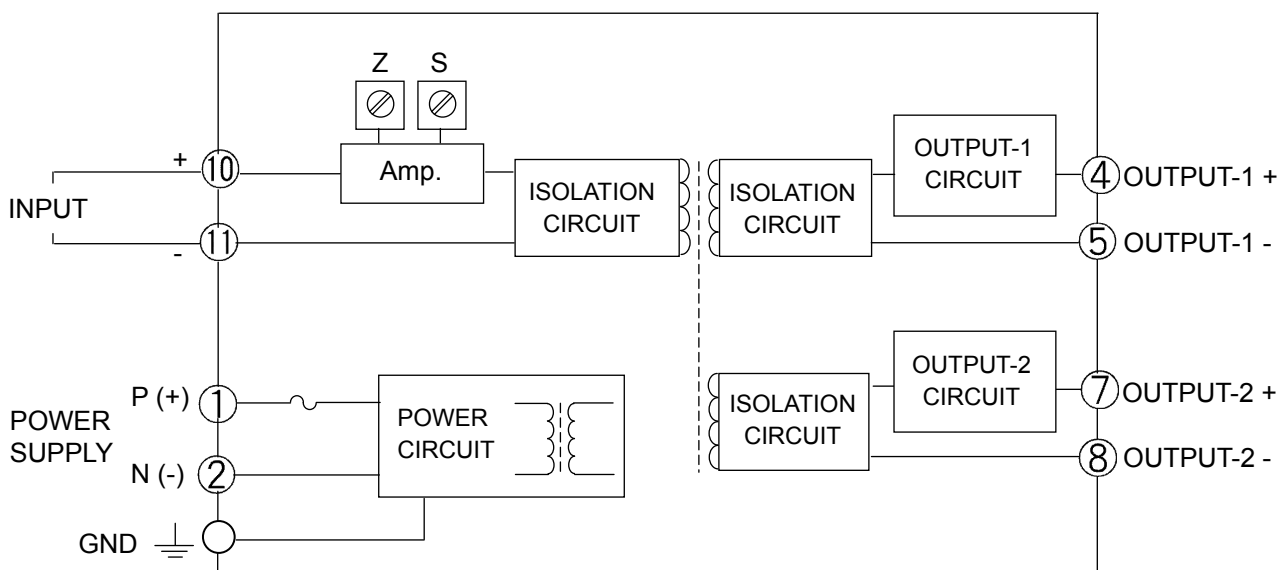 Z S
+ 10
Amp.
INPUT
- 11
ISOLATION
CIRCUIT
ISOLATION
CIRCUIT
OUTPUT-1
CIRCUIT
4 OUTPUT-1 +
5 OUTPUT-1 -
POWER
SUPPLY
P (+) 1
N (-) 2
GND
POWER
CIRCUIT
ISOLATION
CIRCUIT
OUTPUT-2
CIRCUIT
7 OUTPUT-2 +
8 OUTPUT-2 -